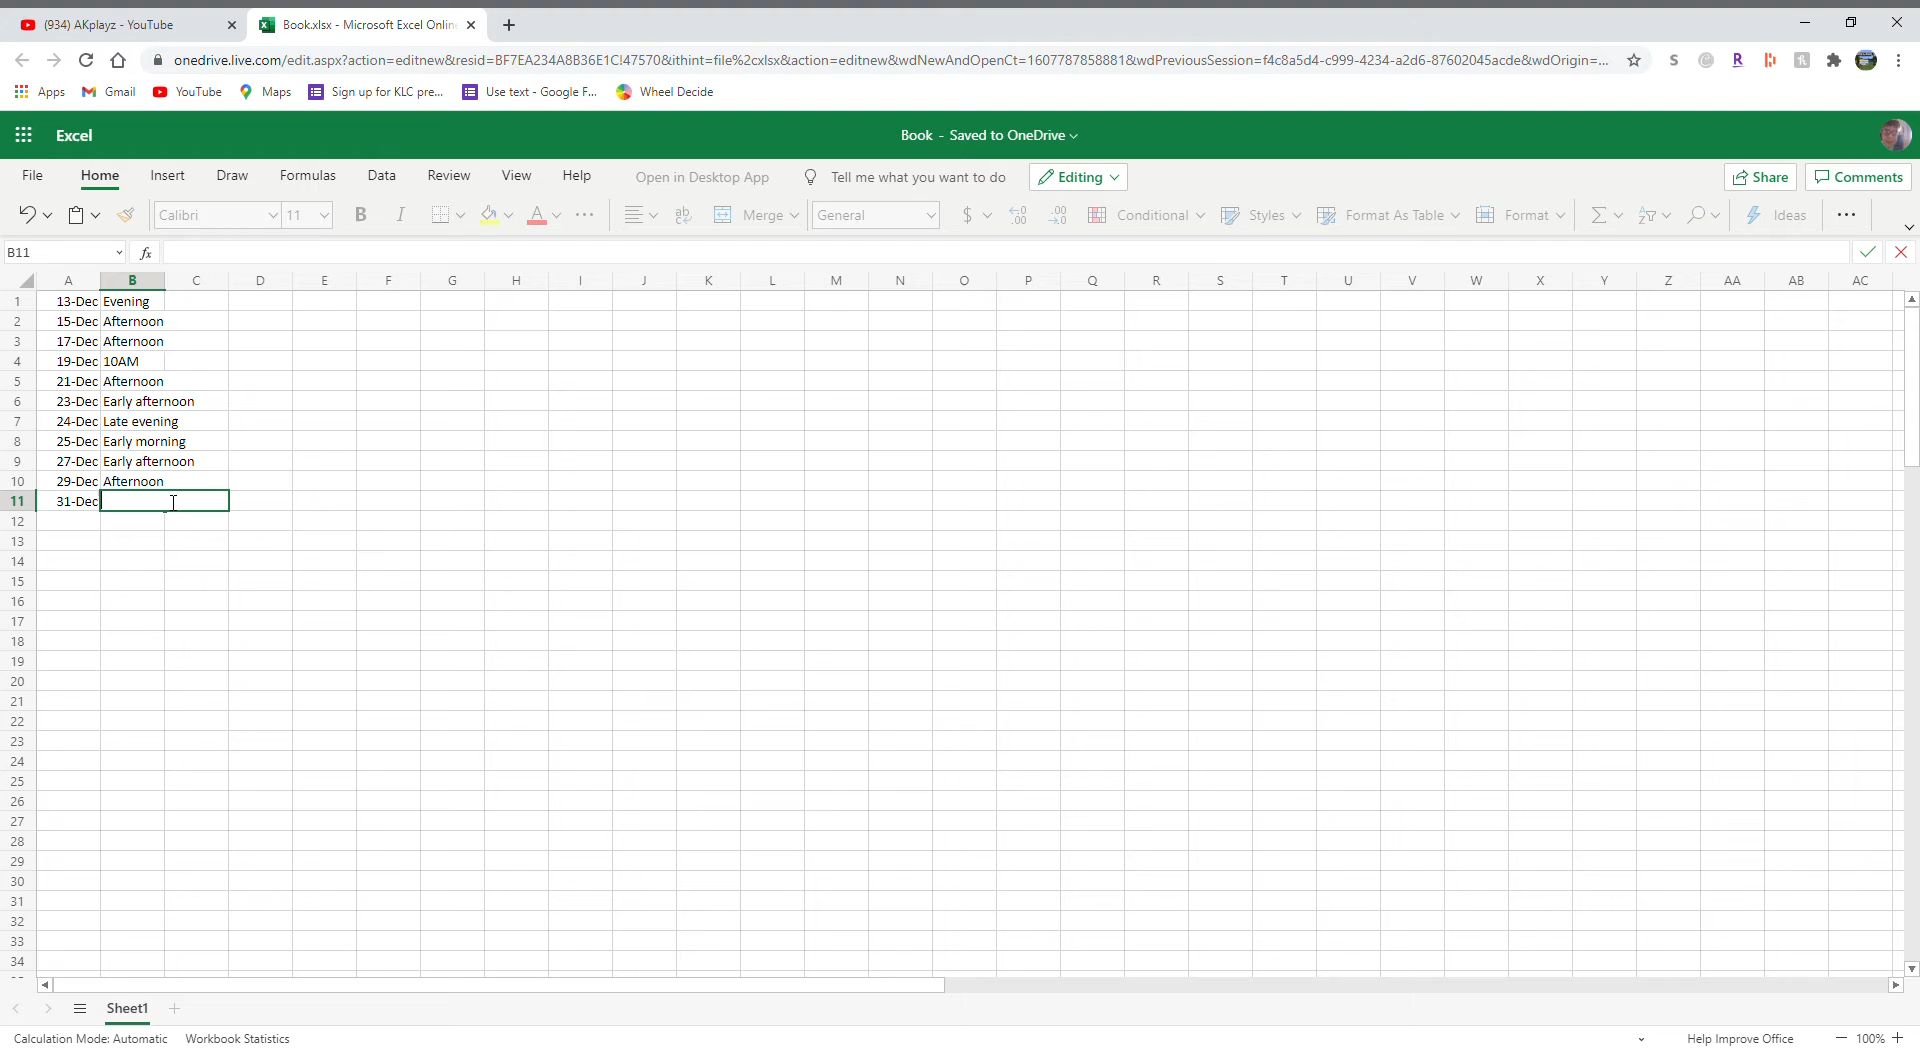 (934) AKplayz - YouTube
Book.xlsx - Microsoft Excel Online
onedrive.live.com/edit.aspx?action=editnew&resid=BF7EA234A8B36E1C!47570&ithint=file%2cxlsx&action=editnew&wdNewAndOpenCt=1607787858881&wdPreviousSession=f4c8a5d4-c999-4234-a2d6-87602045acde&wdOrigin=...
Apps Gmail YouTube Maps Sign up for KLC pre... Use text - Google F... Wheel Decide
Excel Book - Saved to OneDrive
File Home Insert Draw Formulas Data Review View Help Open in Desktop App Tell me what you want to do Editing Share Comments
Calibri 11 B I A ab Merge General $ .00 .00 Conditional Styles Format As Table Format Σ Ideas
B11 fx
A B C D E F G H I J K L M N O P Q R S T U V W X Y Z AA AB AC
1 13-Dec Evening
2 15-Dec Afternoon
3 17-Dec Afternoon
4 19-Dec 10AM
5 21-Dec Afternoon
6 23-Dec Early afternoon
7 24-Dec Late evening
8 25-Dec Early morning
9 27-Dec Early afternoon
10 29-Dec Afternoon
11 31-Dec
12
13
14
15
16
17
18
19
20
21
22
23
24
25
26
27
28
29
30
31
32
33
34
Sheet1
Calculation Mode: Automatic Workbook Statistics Help Improve Office 100%